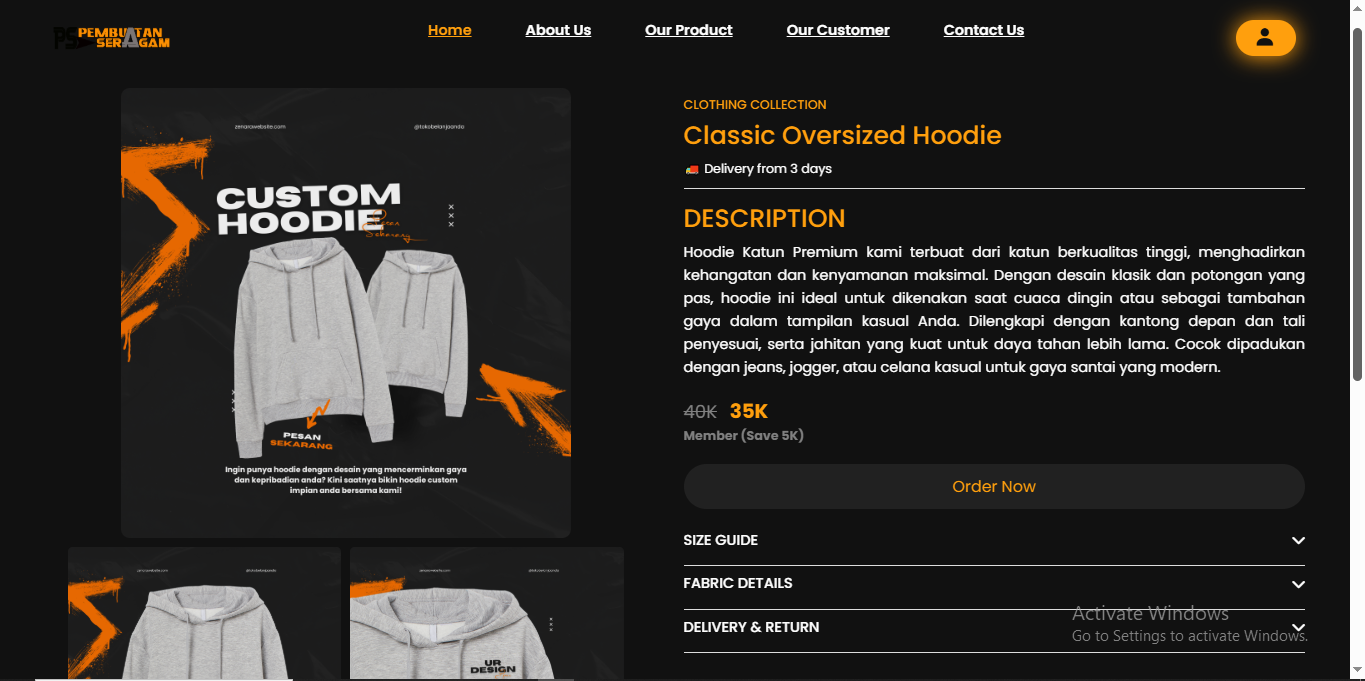 PS PEMBUATAN
SERAGAM
Home
About Us
Our Product
Our Customer
Contact Us
zenarawebsite.com
@tokobelanjaanda
CUSTOM
HOODIE
Pesan
Sekarang
PESAN
SEKARANG
Ingin punya hoodie dengan desain yang mencerminkan gaya
dan kepribadian anda? Kini saatnya bikin hoodie custom
impian anda bersama kami!
UR
DESIGN
CLOTHING COLLECTION
Classic Oversized Hoodie
Delivery from 3 days
DESCRIPTION
Hoodie Katun Premium kami terbuat dari katun berkualitas tinggi, menghadirkan
kehangatan dan kenyamanan maksimal. Dengan desain klasik dan potongan yang
pas, hoodie ini ideal untuk dikenakan saat cuaca dingin atau sebagai tambahan
gaya dalam tampilan kasual Anda. Dilengkapi dengan kantong depan dan tali
penyesuai, serta jahitan yang kuat untuk daya tahan lebih lama. Cocok dipadukan
dengan jeans, jogger, atau celana kasual untuk gaya santai yang modern.
40K 35K
Member (Save 5K)
Order Now
SIZE GUIDE
FABRIC DETAILS
DELIVERY & RETURN
Activate Windows
Go to Settings to activate Windows.